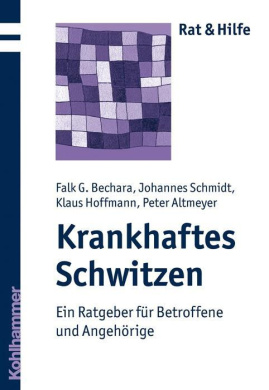 Rat & Hilfe
Falk G. Bechara, Johannes Schmidt,
Klaus Hoffmann, Peter Altmeyer
Krankhaftes
Schwitzen
Ein Ratgeber für Betroffene
und Angehörige
Kohlhammer